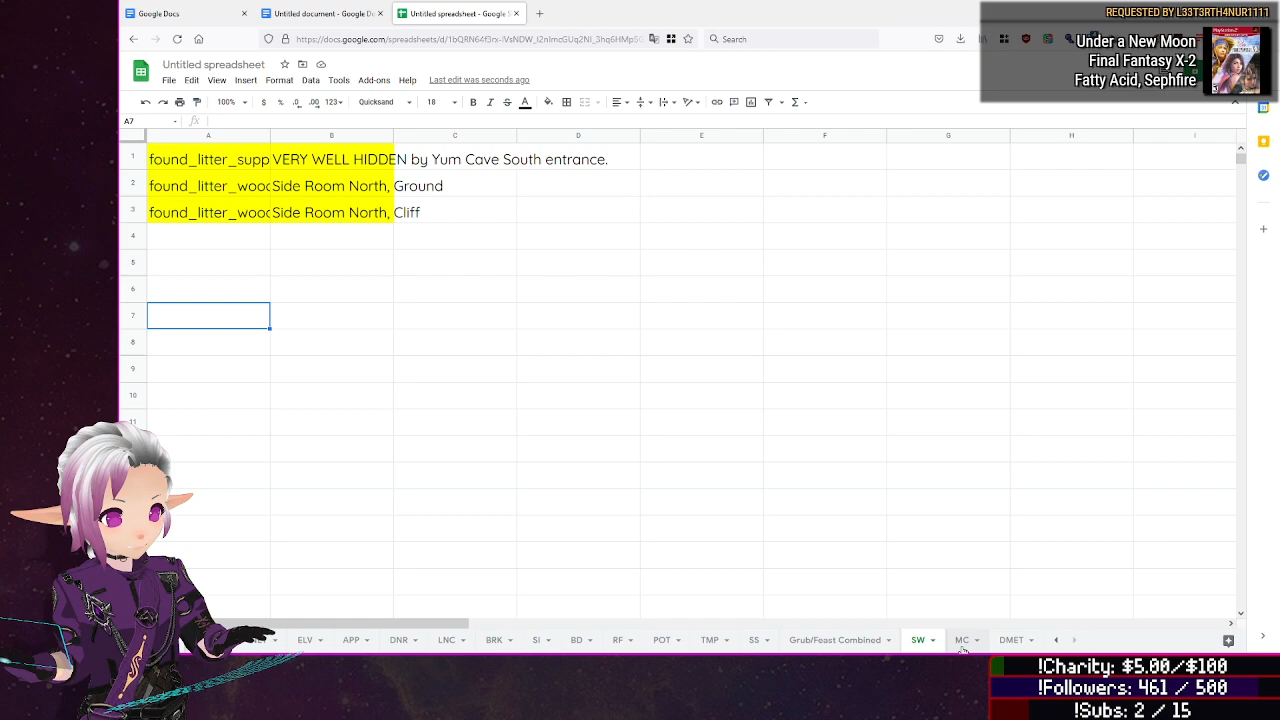 Google Docs
Untitled document - Google Do
Untitled spreadsheet - Google S
REQUESTED BY L33T3RTH4NUR1111
Under a New Moon
Final Fantasy X-2
Fatty Acid, Sephfire
Search
Untitled spreadsheet
File Edit View Insert Format Data Tools Add-ons Help Last edit was seconds ago
100% $ % .0 .00 123 Quicksand 18 B I S A
A7 fx
A B C D E F G H I
1 found_litter_supp VERY WELL HIDDEN by Yum Cave South entrance.
2 found_litter_wood Side Room North, Ground
3 found_litter_wood Side Room North, Cliff
4
5
6
7
8
9
10
11
ELV APP DNR LNC BRK SI BD RF POT TMP SS Grub/Feast Combined SW MC DMET
!Charity: $5.00/$100
!Followers: 461 / 500
!Subs: 2 / 15